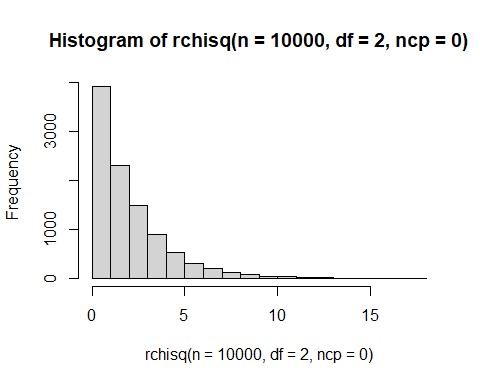 Histogram of rchisq(n = 10000, df = 2, ncp = 0)
Frequency
3000
1000
0
0 5 10 15
rchisq(n = 10000, df = 2, ncp = 0)